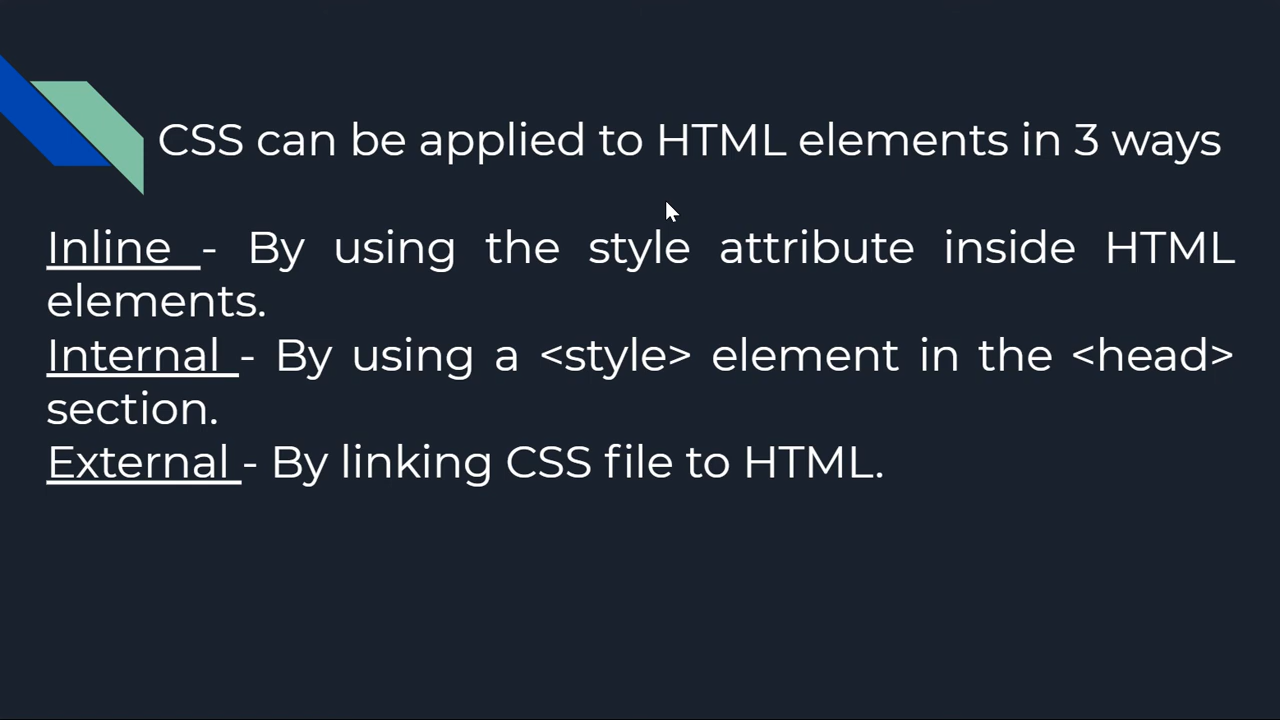 CSS can be applied to HTML elements in 3 ways
Inline - By using the style attribute inside HTML
elements.
Internal - By using a <style> element in the <head>
section.
External - By linking CSS file to HTML.